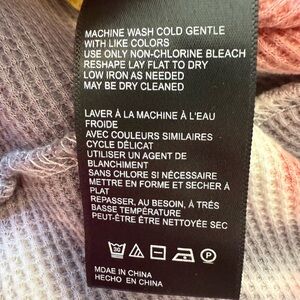 MACHINE WASH COLD GENTLE
WITH LIKE COLORS
USE ONLY NON-CHLORINE BLEACH
RESHAPE LAY FLAT TO DRY
LOW IRON AS NEEDED
MAY BE DRY CLEANED
LAVER À LA MACHINE À L'EAU
FROIDE
AVEC COULEURS SIMILAIRES
CYCLE DÉLICAT
UTILISER UN AGENT DE
BLANCHIMENT
SANS CHLORE SI NÉCESSAIRE
METTRE EN FORME ET SECHER À
PLAT
REPASSER, AU BESOIN, À TRÈS
BASSE TEMPÉRATURE
PEUT-ÊTRE ÊTRE NETTOYÉE SEC
30
P
MDAE IN CHINA
HECHO EN CHINA